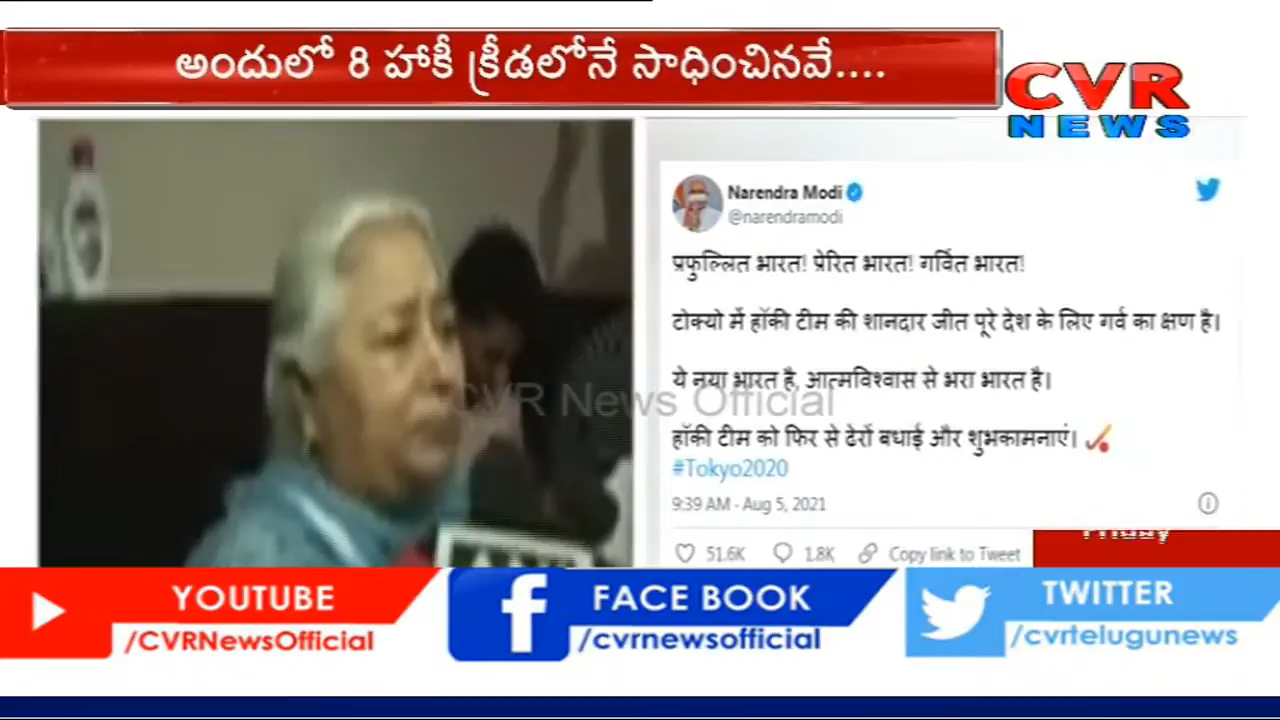 అందులో 8 హాకీ క్రీడలోనే సాధించినవే....
CVR
NEWS
Narendra Modi
@narendramodi
प्रफुल्लित भारत! प्रेरित भारत! गर्वित भारत!
टोक्यो में हॉकी टीम की शानदार जीत पूरे देश के लिए गर्व का क्षण है।
ये नया भारत है, आत्मविश्वास से भरा भारत है।
CVR News Official
हॉकी टीम को फिर से ढेरों बधाई और शुभकामनाएं।
#Tokyo2020
9:39 AM - Aug 5, 2021
51.6K 1.8K Copy link to Tweet
Friday
YOUTUBE
/CVRNewsOfficial
FACE BOOK
/cvrnewsofficial
TWITTER
/cvrtelugunews